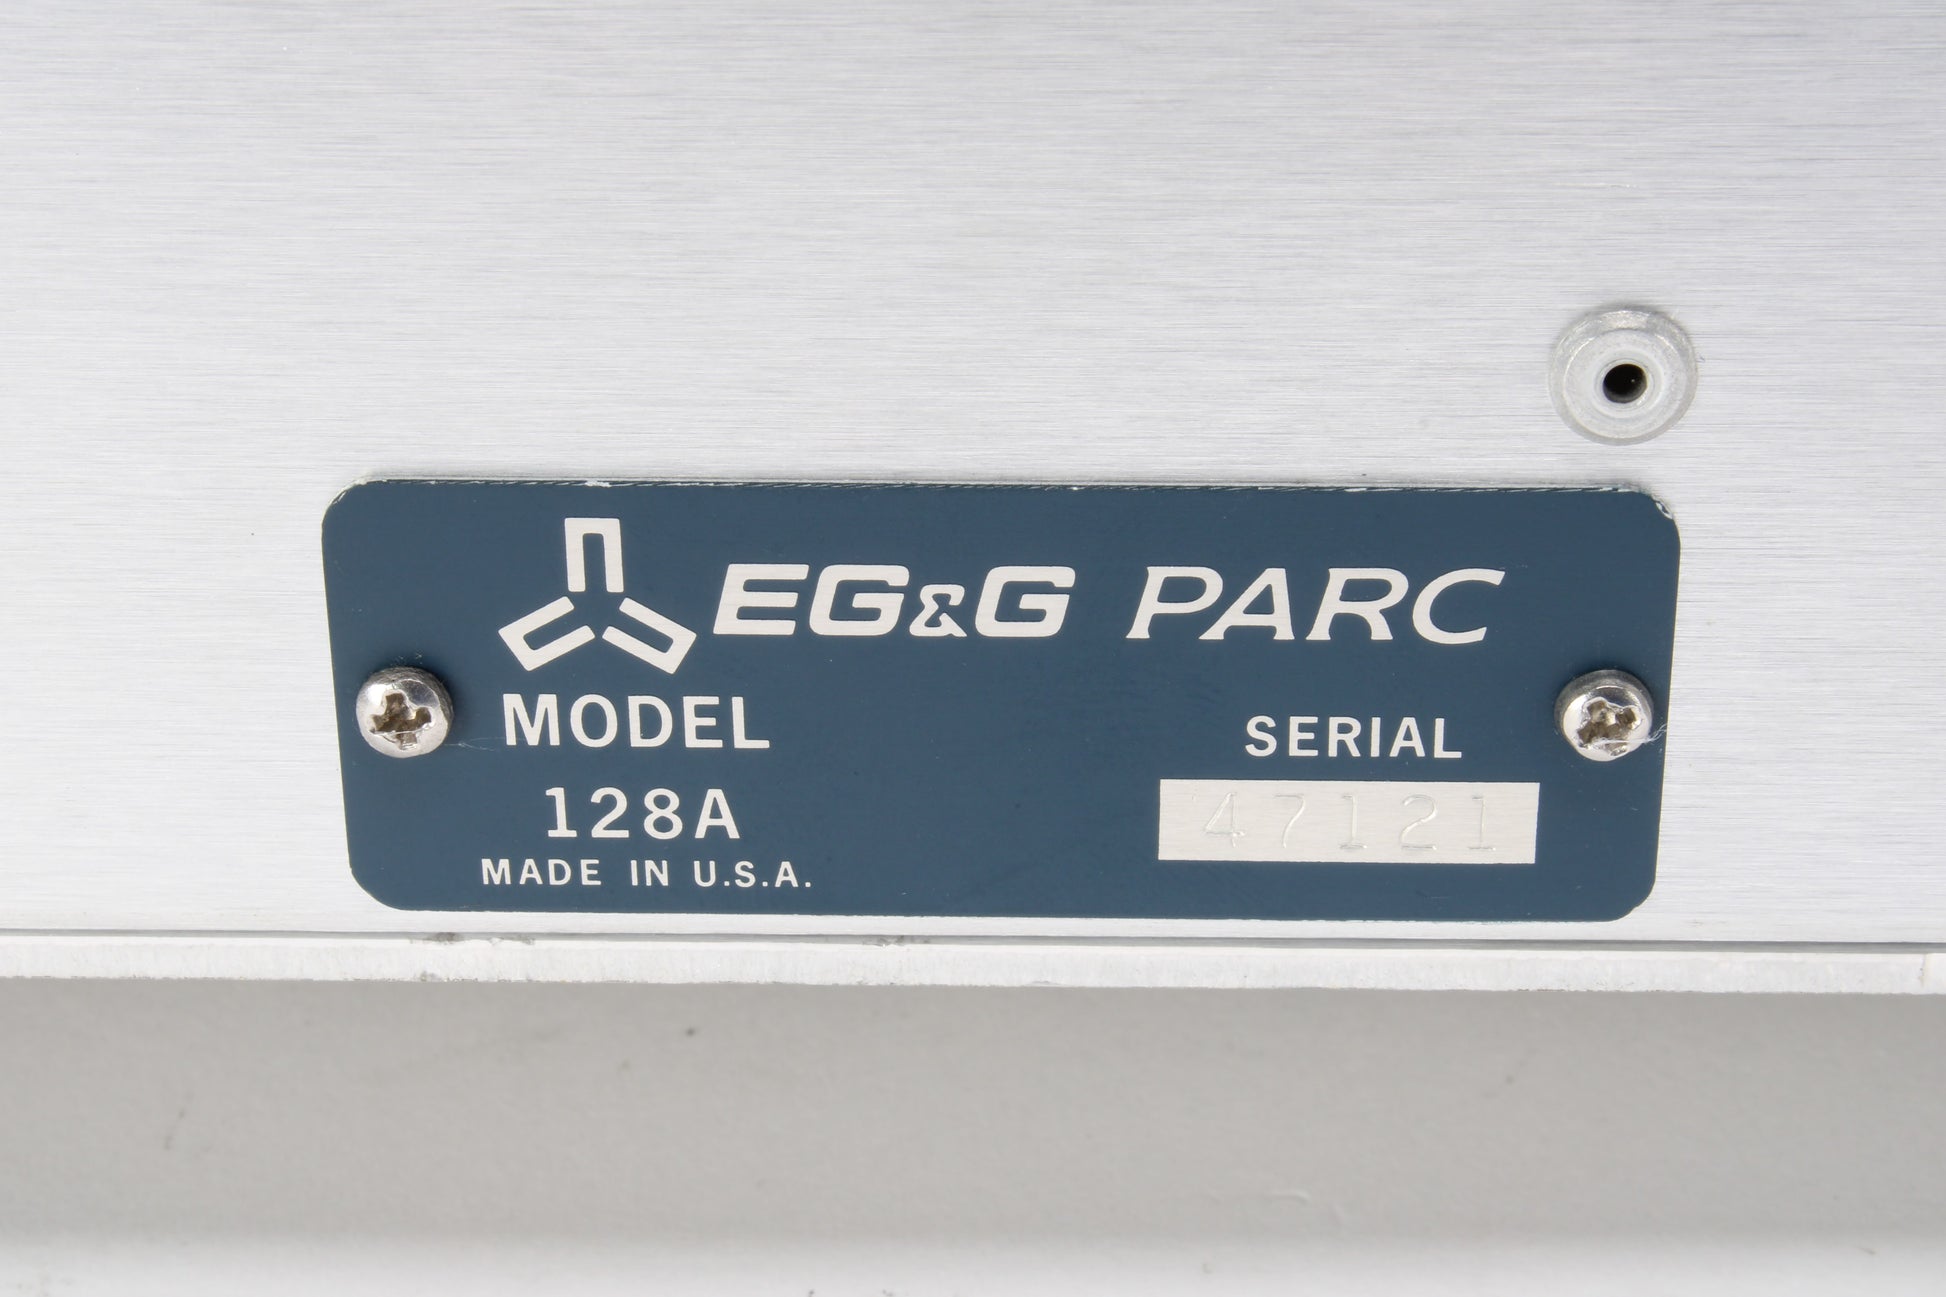 EG&G PARC
MODEL
128A
MADE IN U.S.A.
SERIAL
47121